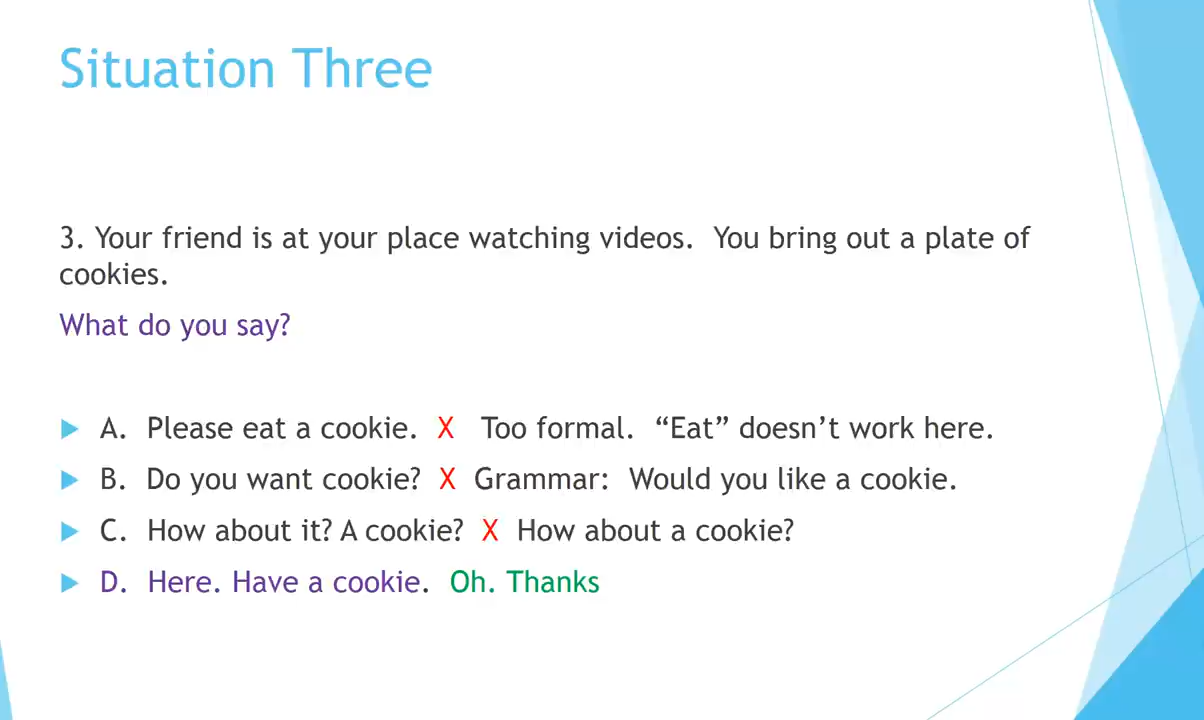 Situation Three
3. Your friend is at your place watching videos.  You bring out a plate of
cookies.
What do you say?
A.  Please eat a cookie.  X   Too formal.  “Eat” doesn’t work here.
B.  Do you want cookie?  X  Grammar:  Would you like a cookie.
C.  How about it? A cookie?  X  How about a cookie?
D.  Here. Have a cookie.  Oh. Thanks